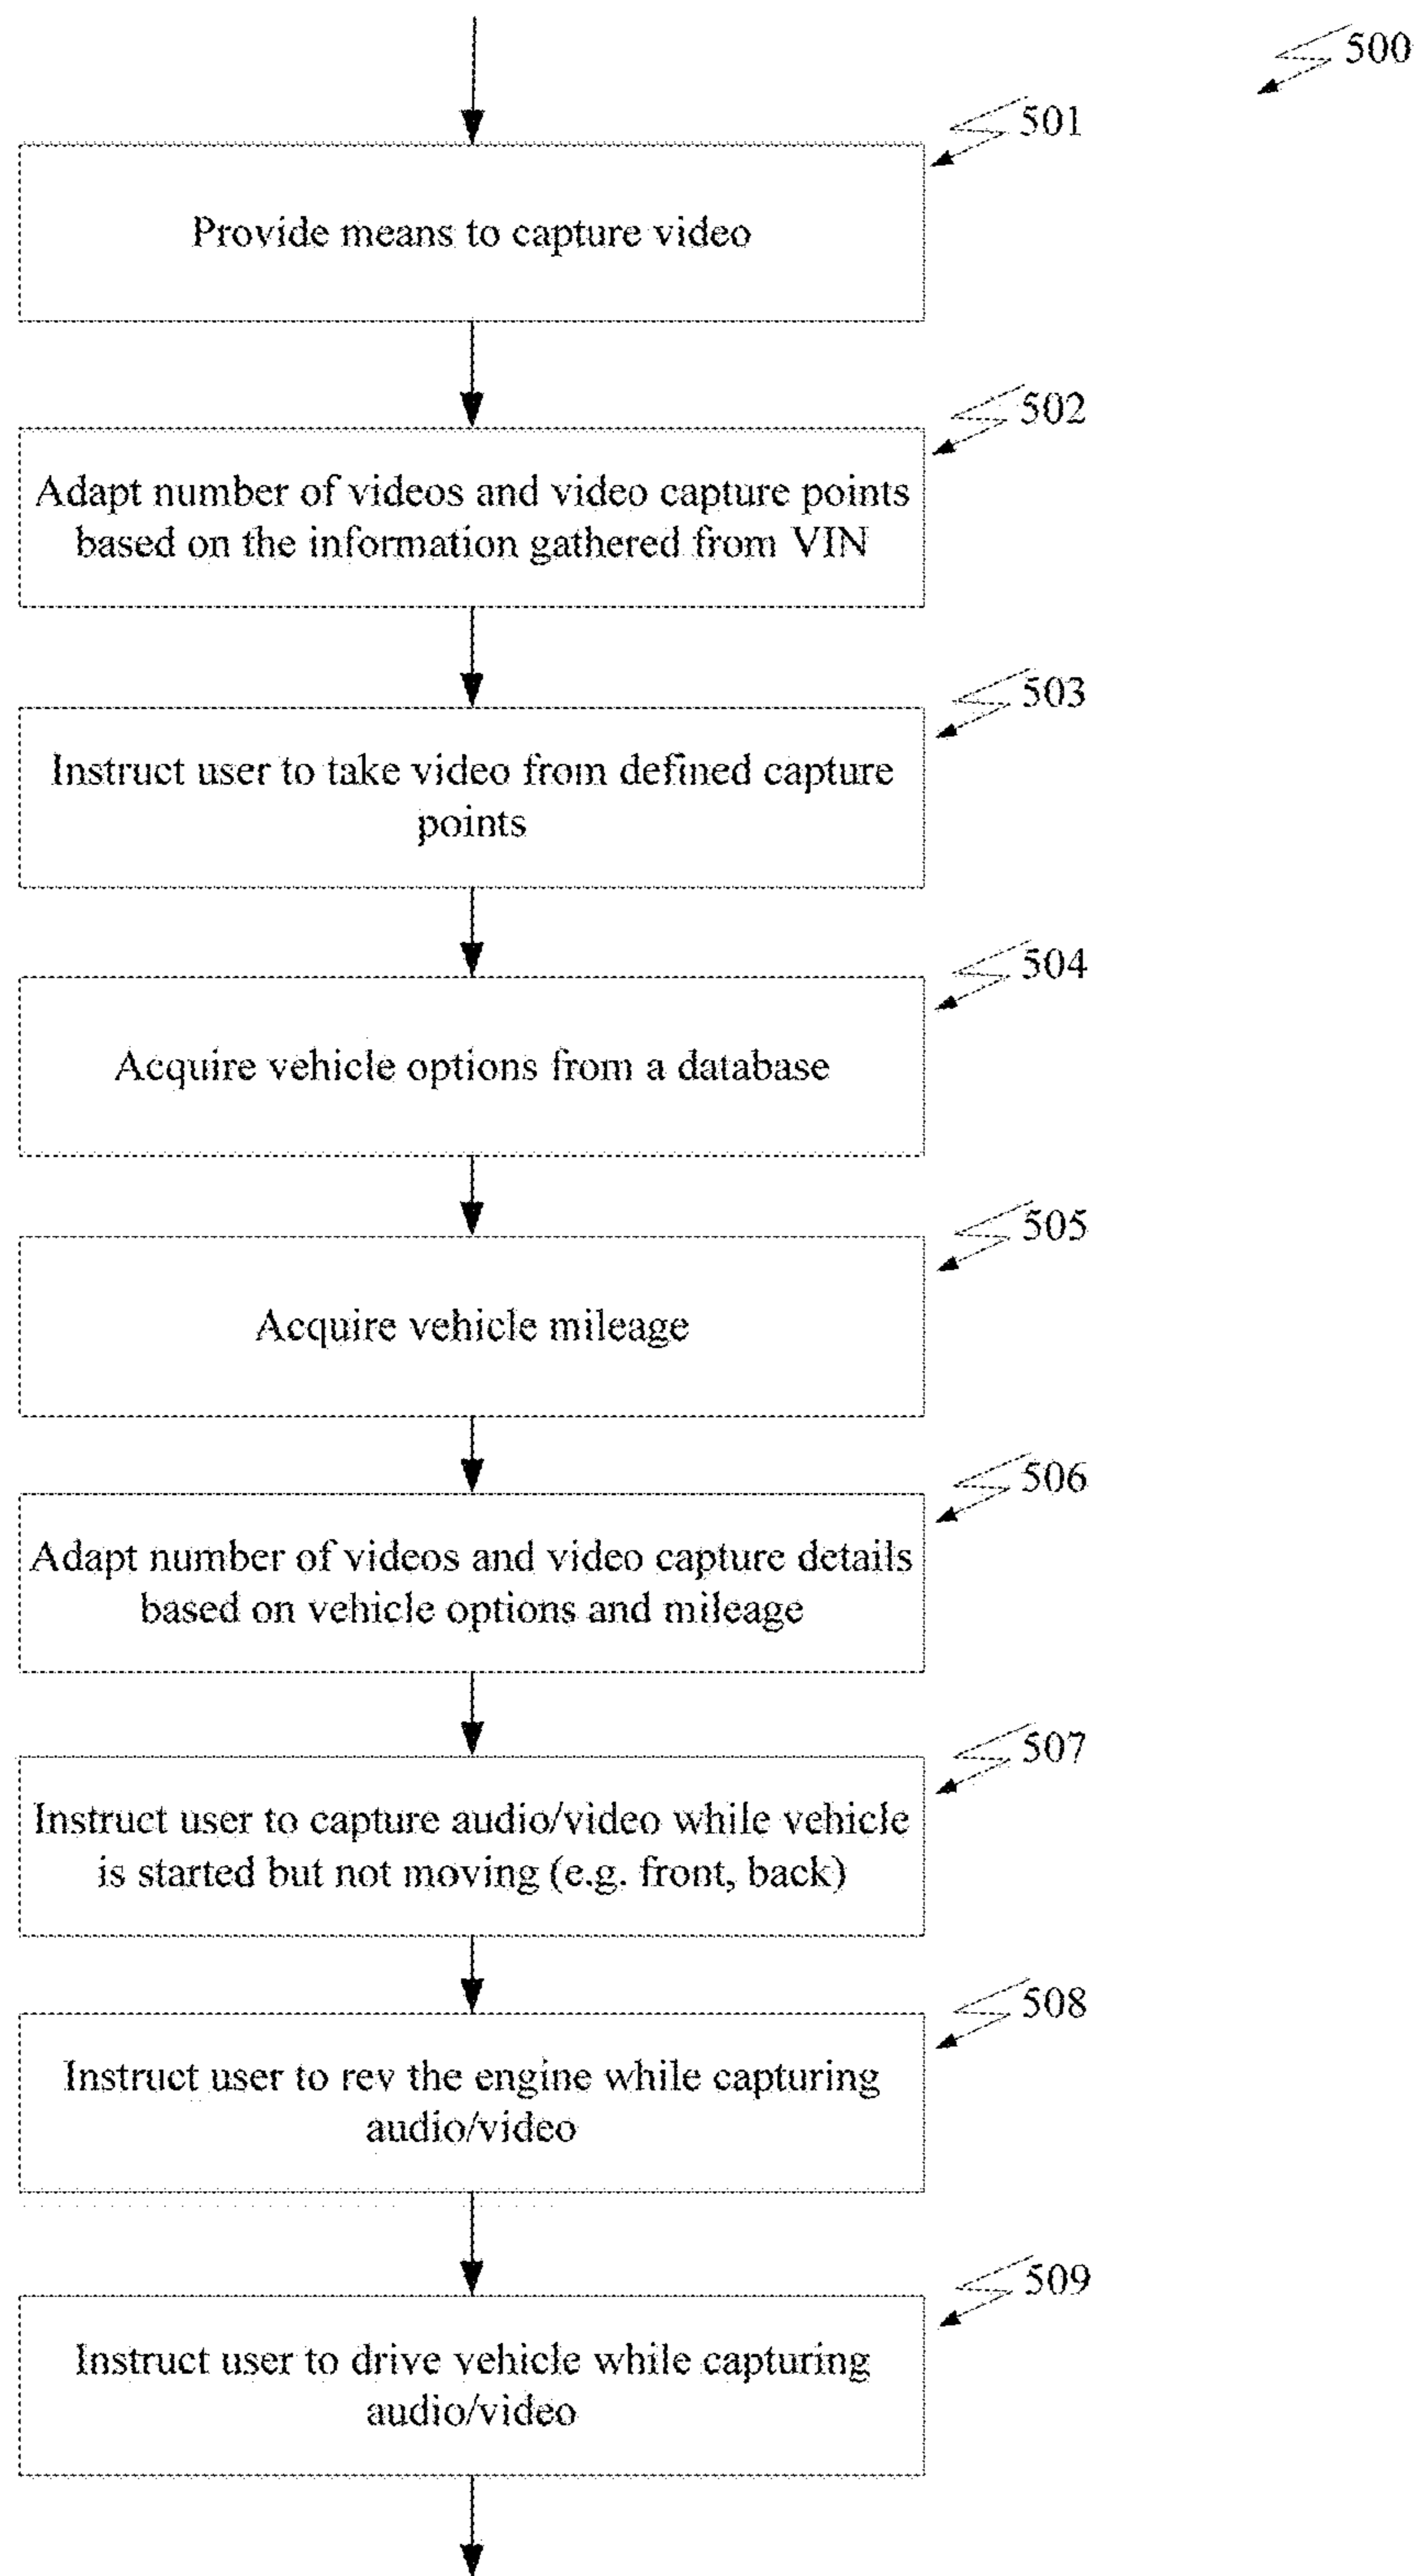 500
501
Provide means to capture video
502
Adapt number of videos and video capture points
based on the information gathered from VIN
503
Instruct user to take video from defined capture
points
504
Acquire vehicle options from a database
505
Acquire vehicle mileage
506
Adapt number of videos and video capture details
based on vehicle options and mileage
507
Instruct user to capture audio/video while vehicle
is started but not moving (e.g. front, back)
508
Instruct user to rev the engine while capturing
audio/video
509
Instruct user to drive vehicle while capturing
audio/video